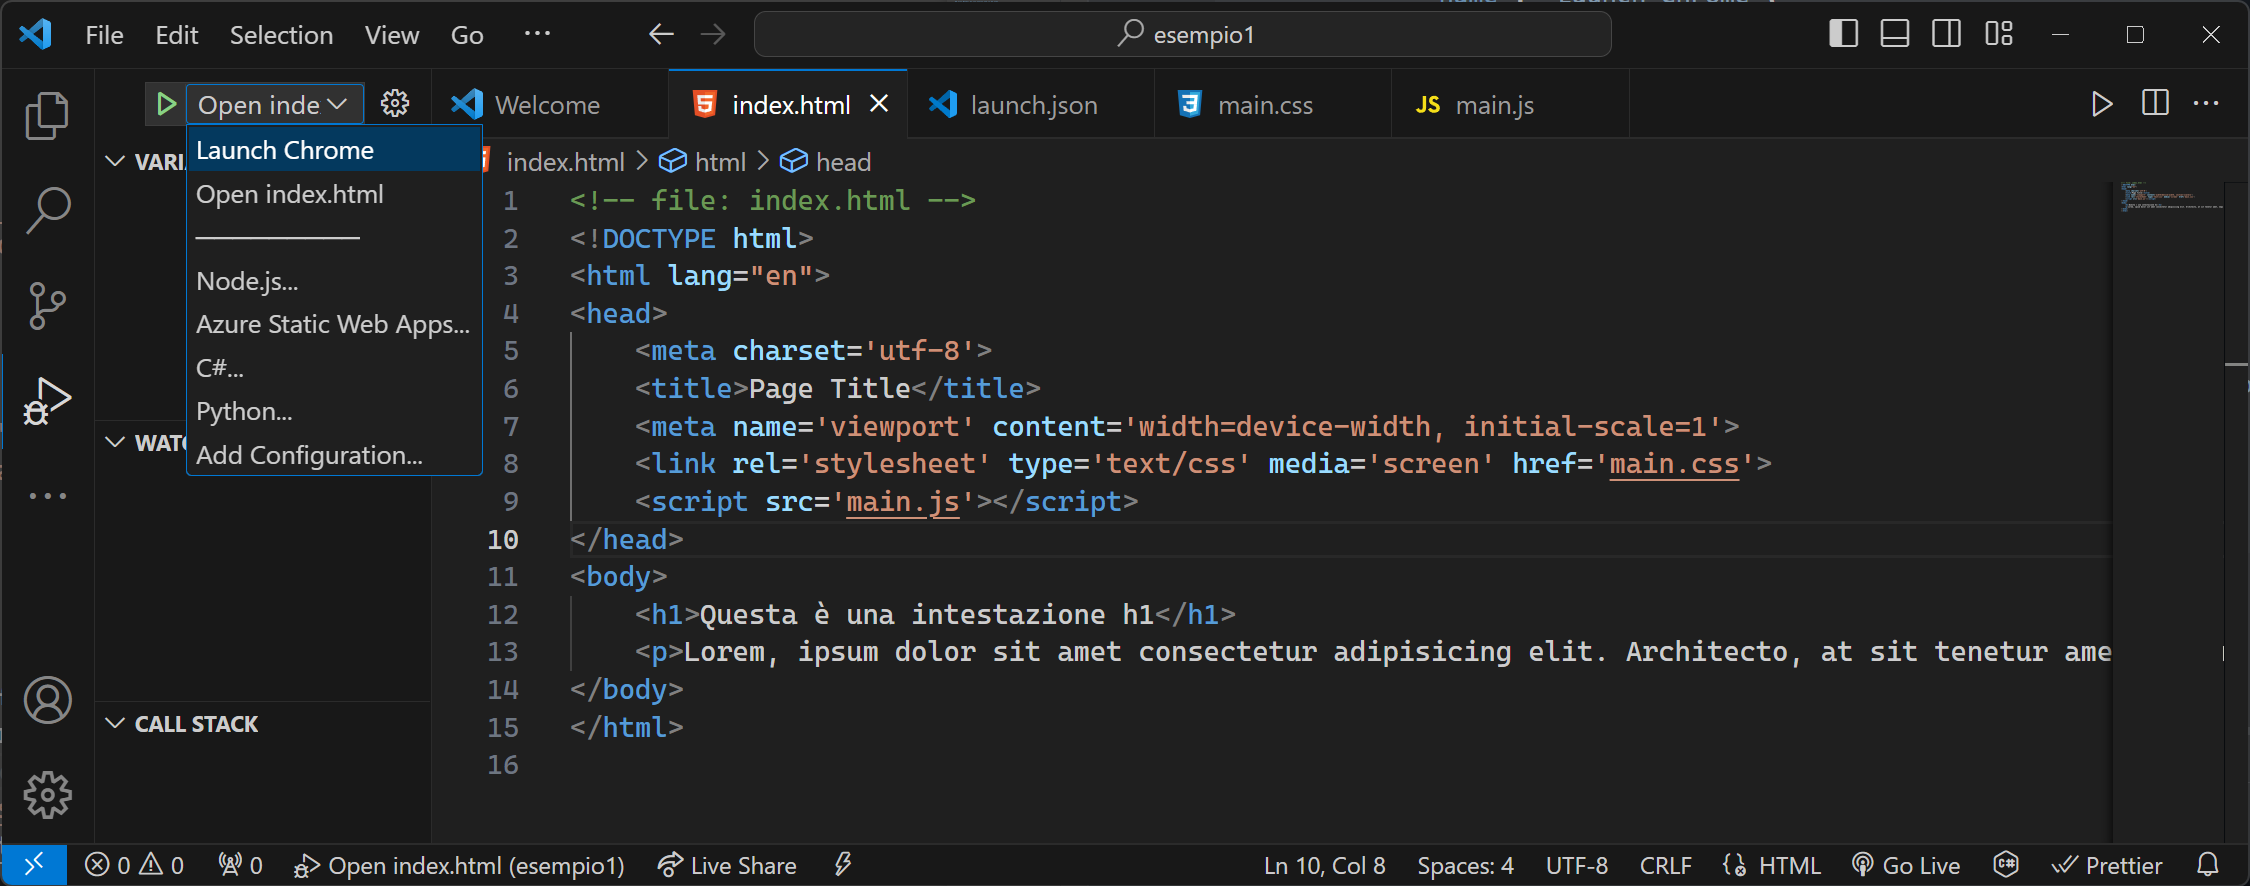 File Edit Selection View Go ... esempio1
Open inde
Welcome index.html launch.json main.css JS main.js
Launch Chrome
Open index.html
Node.js...
Azure Static Web Apps...
C#...
Python...
Add Configuration...
VARI
WATC
CALL STACK
index.html > html > head
1 <!-- file: index.html -->
2 <!DOCTYPE html>
3 <html lang="en">
4 <head>
5 <meta charset='utf-8'>
6 <title>Page Title</title>
7 <meta name='viewport' content='width=device-width, initial-scale=1'>
8 <link rel='stylesheet' type='text/css' media='screen' href='main.css'>
9 <script src='main.js'></script>
10 </head>
11 <body>
12 <h1>Questa è una intestazione h1</h1>
13 <p>Lorem, ipsum dolor sit amet consectetur adipisicing elit. Architecto, at sit tenetur ame
14 </body>
15 </html>
16
0 0 0 Open index.html (esempio1) Live Share Ln 10, Col 8 Spaces: 4 UTF-8 CRLF HTML Go Live Prettier